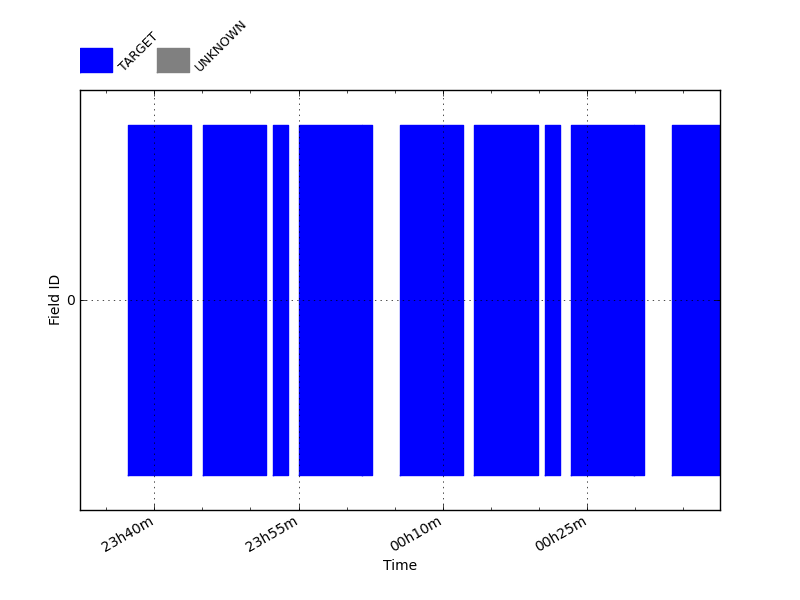 TARGET
UNKNOWN
Field ID
0
23h40m
23h55m
00h10m
00h25m
Time